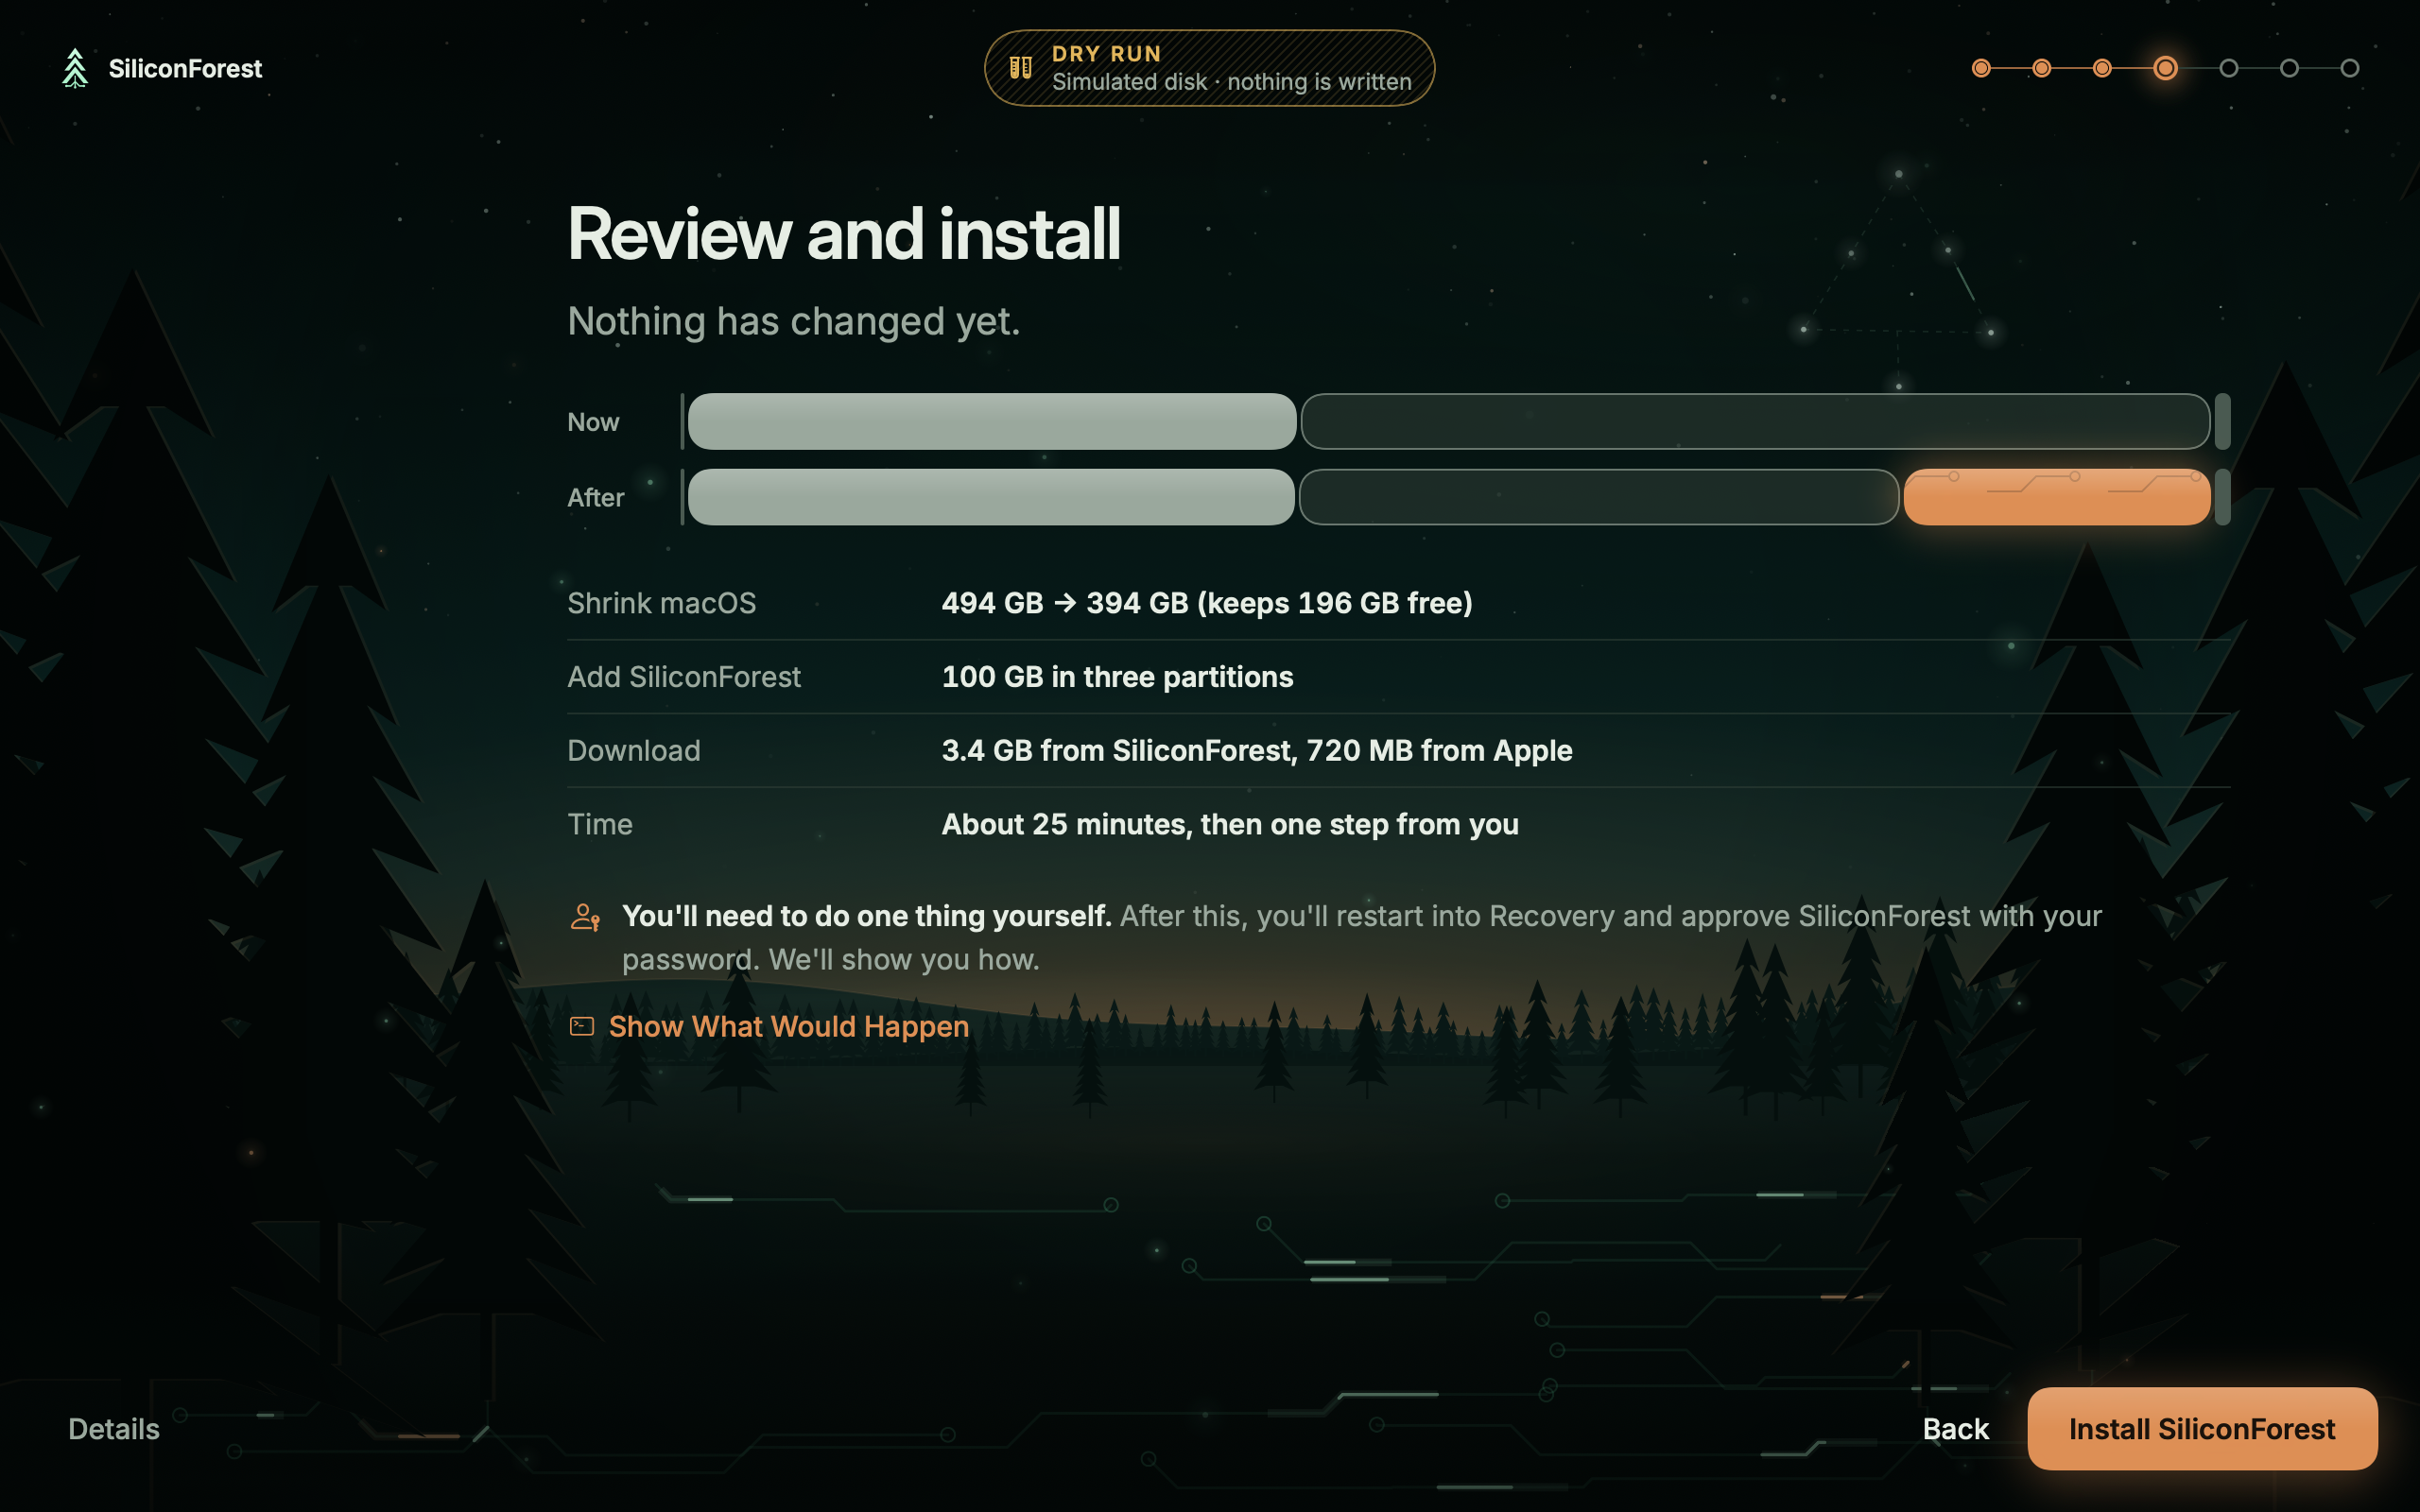 SiliconForest
DRY RUN
Simulated disk · nothing is written
Review and install
Nothing has changed yet.
Now
After
Shrink macOS
494 GB → 394 GB (keeps 196 GB free)
Add SiliconForest
100 GB in three partitions
Download
3.4 GB from SiliconForest, 720 MB from Apple
Time
About 25 minutes, then one step from you
You'll need to do one thing yourself. After this, you'll restart into Recovery and approve SiliconForest with your
password. We'll show you how.
Show What Would Happen
Details
Back
Install SiliconForest